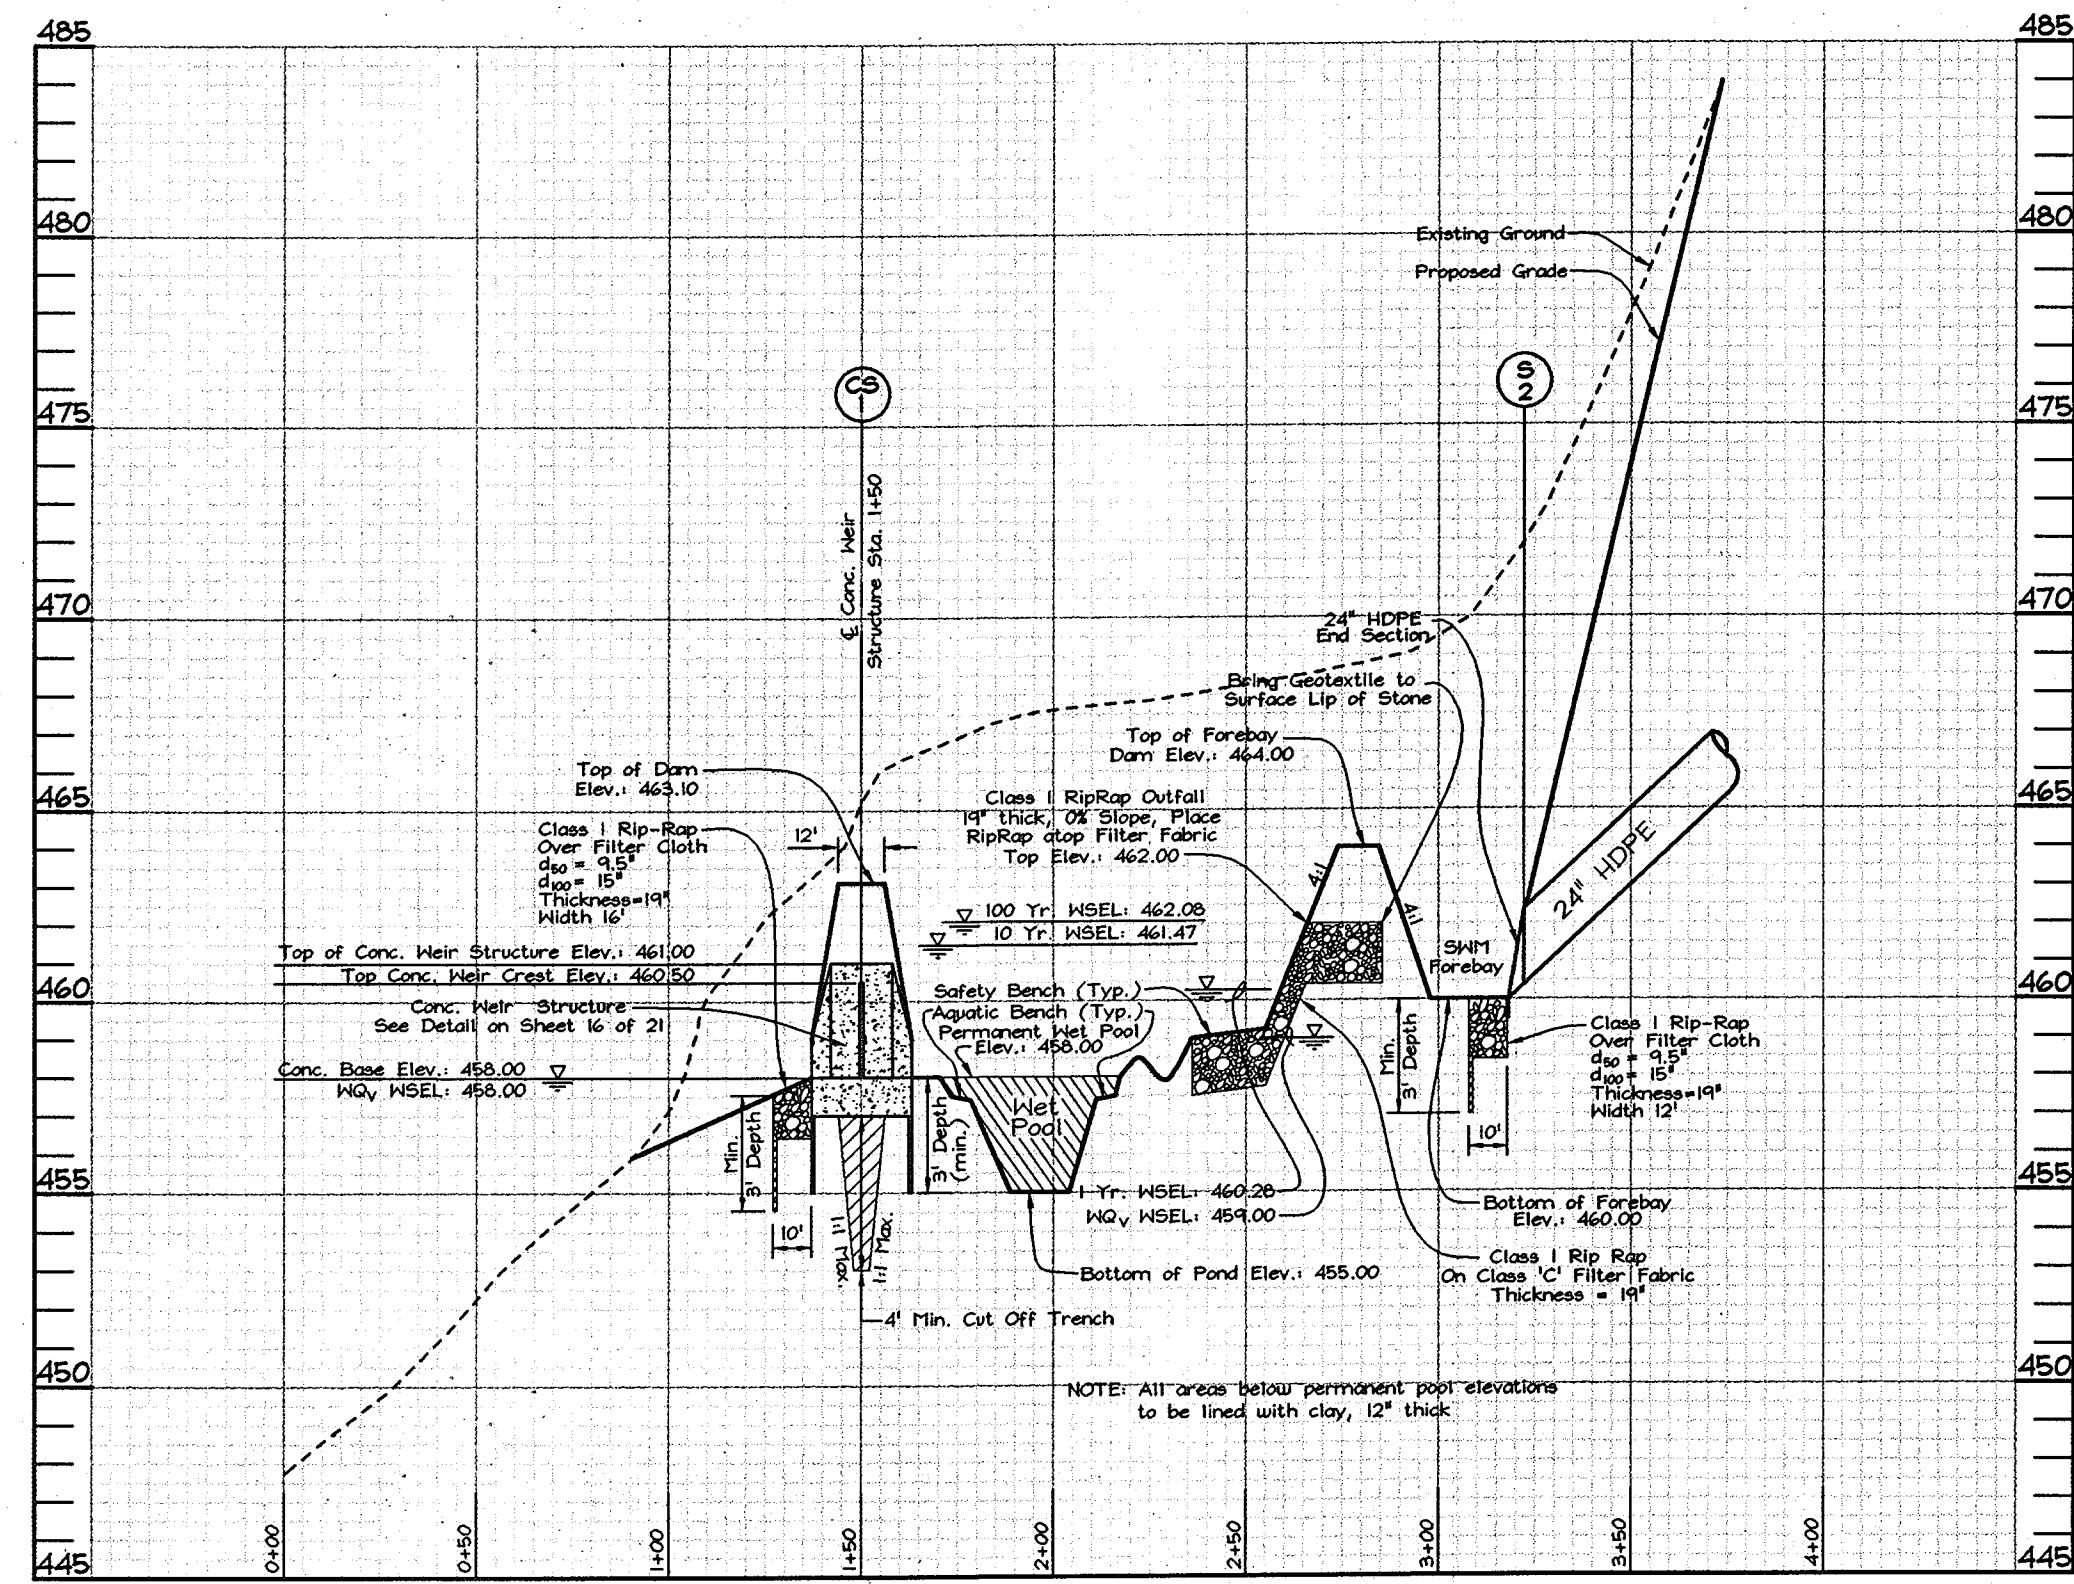 485
485
480
480
475
475
470
470
465
465
460
460
455
455
450
450
445
445
0+00
0+50
1+00
1+50
2+00
2+50
3+00
3+50
4+00
Existing Ground
Proposed Grade
CS
S
2
℄ Conc. Weir
Structure Sta. 1+50
24" HDPE
End Section
Being Geotextile to
Surface Lip of Stone
Top of Forebay
Dam Elev.: 464.00
Top of Dam
Elev.: 463.10
Class I RipRap Outfall
19" thick, 0% Slope, Place
RipRap atop Filter Fabric
Top Elev.: 462.00
Class I Rip-Rap
Over Filter Cloth
d50 = 9.5"
d100 = 15"
Thickness=19"
Width 16'
12'
4:1
4:1
24" HDPE
100 Yr. WSEL: 462.08
10 Yr. WSEL: 461.47
Top of Conc. Weir Structure Elev.: 461.00
Top Conc. Weir Crest Elev.: 460.50
SWM
Forebay
Conc. Weir Structure
See Detail on Sheet 16 of 21
Safety Bench (Typ.)
Aquatic Bench (Typ.)
Permanent Wet Pool
Elev.: 458.00
Conc. Base Elev.: 458.00
WQv WSEL: 458.00
Class I Rip-Rap
Over Filter Cloth
d50 = 9.5"
d100 = 15"
Thickness=19"
Width 12'
Min.
3' Depth
Min.
3' Depth
3' Depth
(min.)
Wet
Pool
10'
10'
1:1 Max.
1:1 Max.
1 Yr. WSEL: 460.28
WQv WSEL: 459.00
Bottom of Forebay
Elev.: 460.00
Bottom of Pond Elev.: 455.00
Class I Rip Rap
On Class 'C' Filter Fabric
Thickness = 19"
4' Min. Cut Off Trench
NOTE: All areas below permanent pool elevations
to be lined with clay, 12" thick